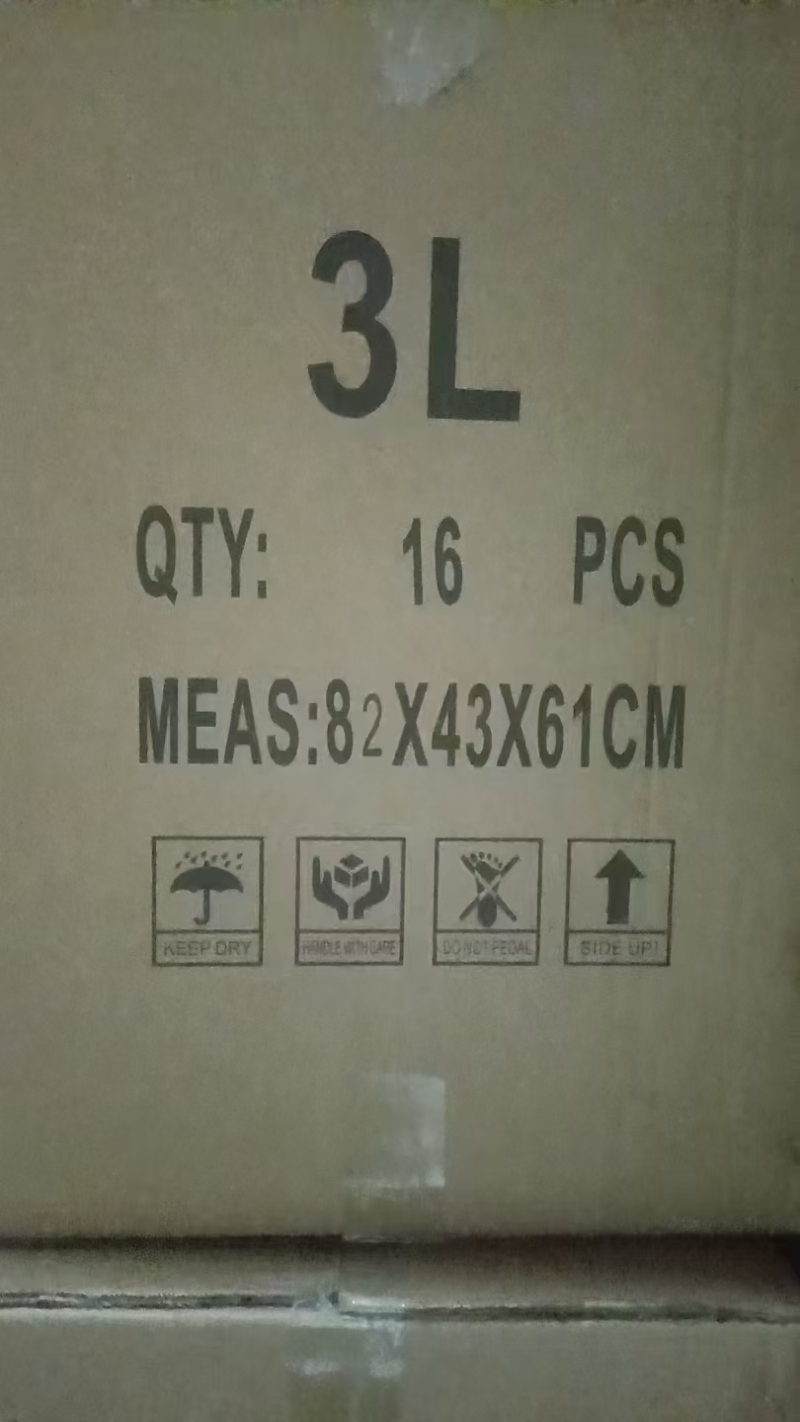 3L
QTY: 16 PCS
MEAS:82X43X61CM
KEEP DRY
HANDLE WITH CARE
DO NOT PEDAL
SIDE UP!